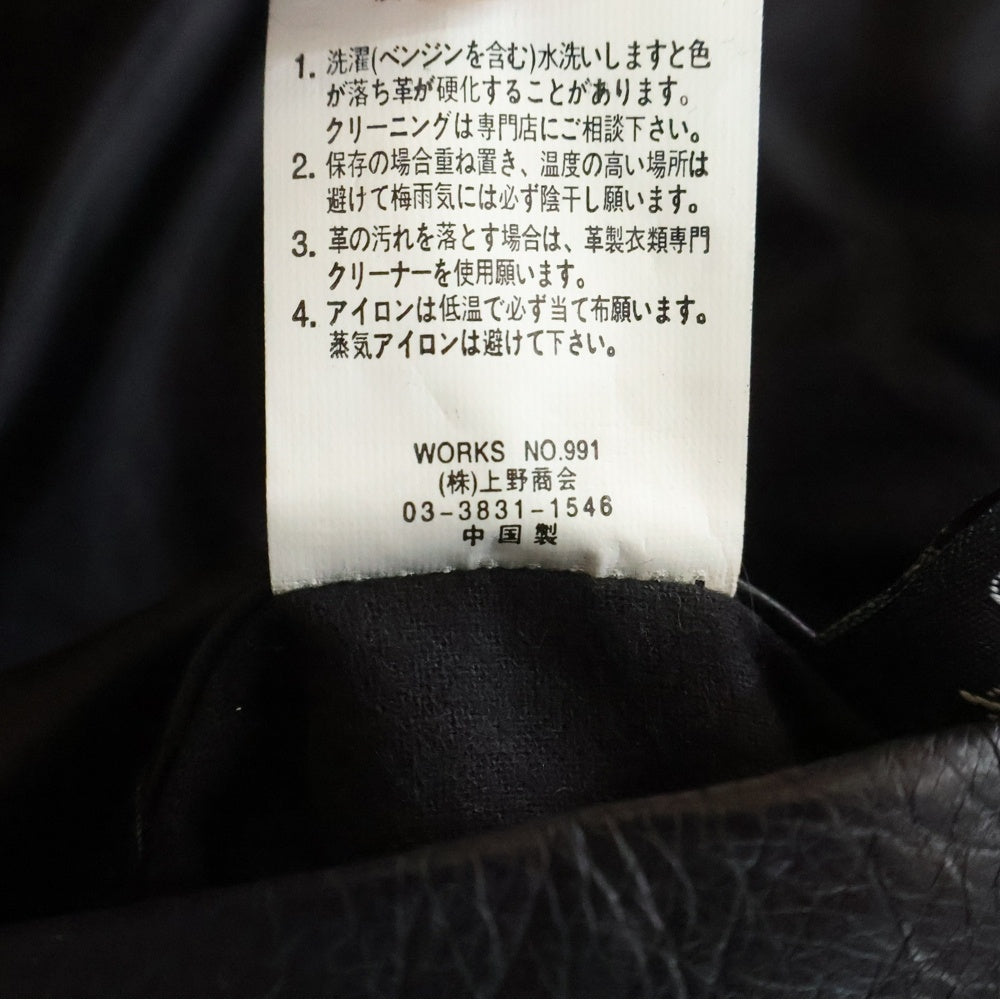 1. 洗濯(ベンジンを含む)水洗いしますと色
が落ち革が硬化することがあります。
クリーニングは専門店にご相談下さい。
2. 保存の場合重ね置き、温度の高い場所は
避けて梅雨気には必ず陰干し願います。
3. 革の汚れを落とす場合は、革製衣類専門
クリーナーを使用願います。
4. アイロンは低温で必ず当て布願います。
蒸気アイロンは避けて下さい。
WORKS NO.991
(株)上野商会
03-3831-1546
中国製